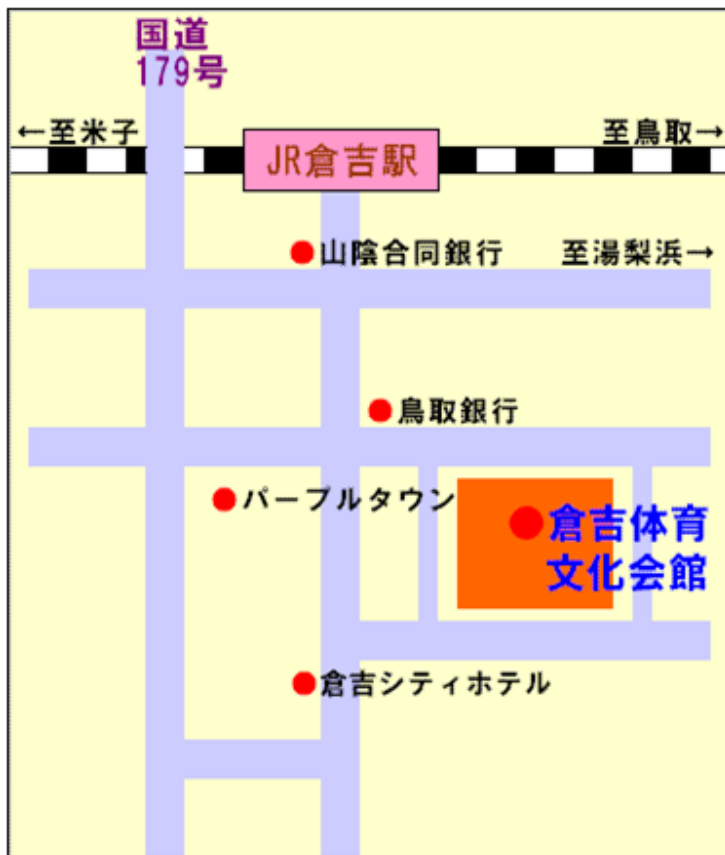 国道
179号
←至米子
至鳥取→
JR倉吉駅
山陰合同銀行
至湯梨浜→
鳥取銀行
パープルタウン
倉吉体育
文化会館
倉吉シティホテル